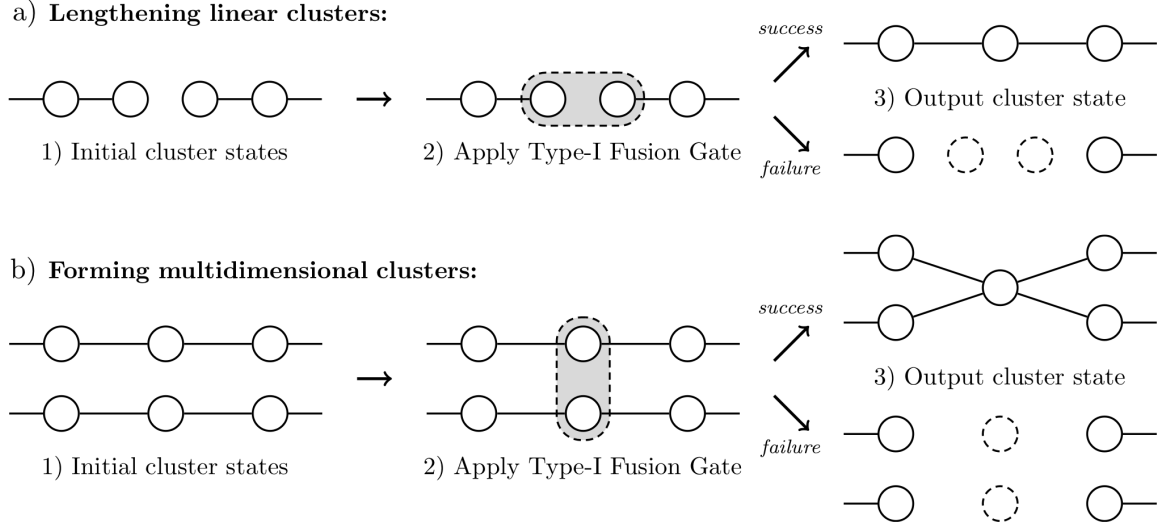 a) Lengthening linear clusters:
success
1) Initial cluster states
2) Apply Type-I Fusion Gate
3) Output cluster state
failure
b) Forming multidimensional clusters:
success
1) Initial cluster states
2) Apply Type-I Fusion Gate
3) Output cluster state
failure